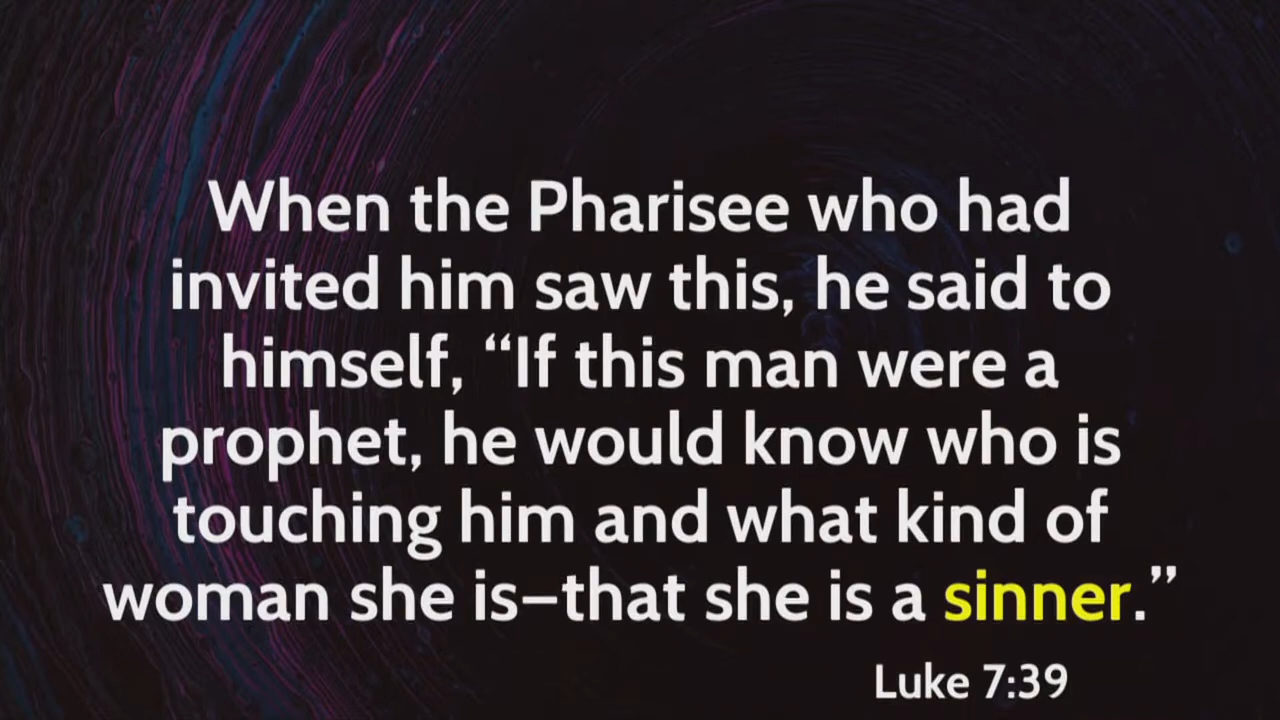 When the Pharisee who had
invited him saw this, he said to
himself, “If this man were a
prophet, he would know who is
touching him and what kind of
woman she is–that she is a sinner.”
Luke 7:39